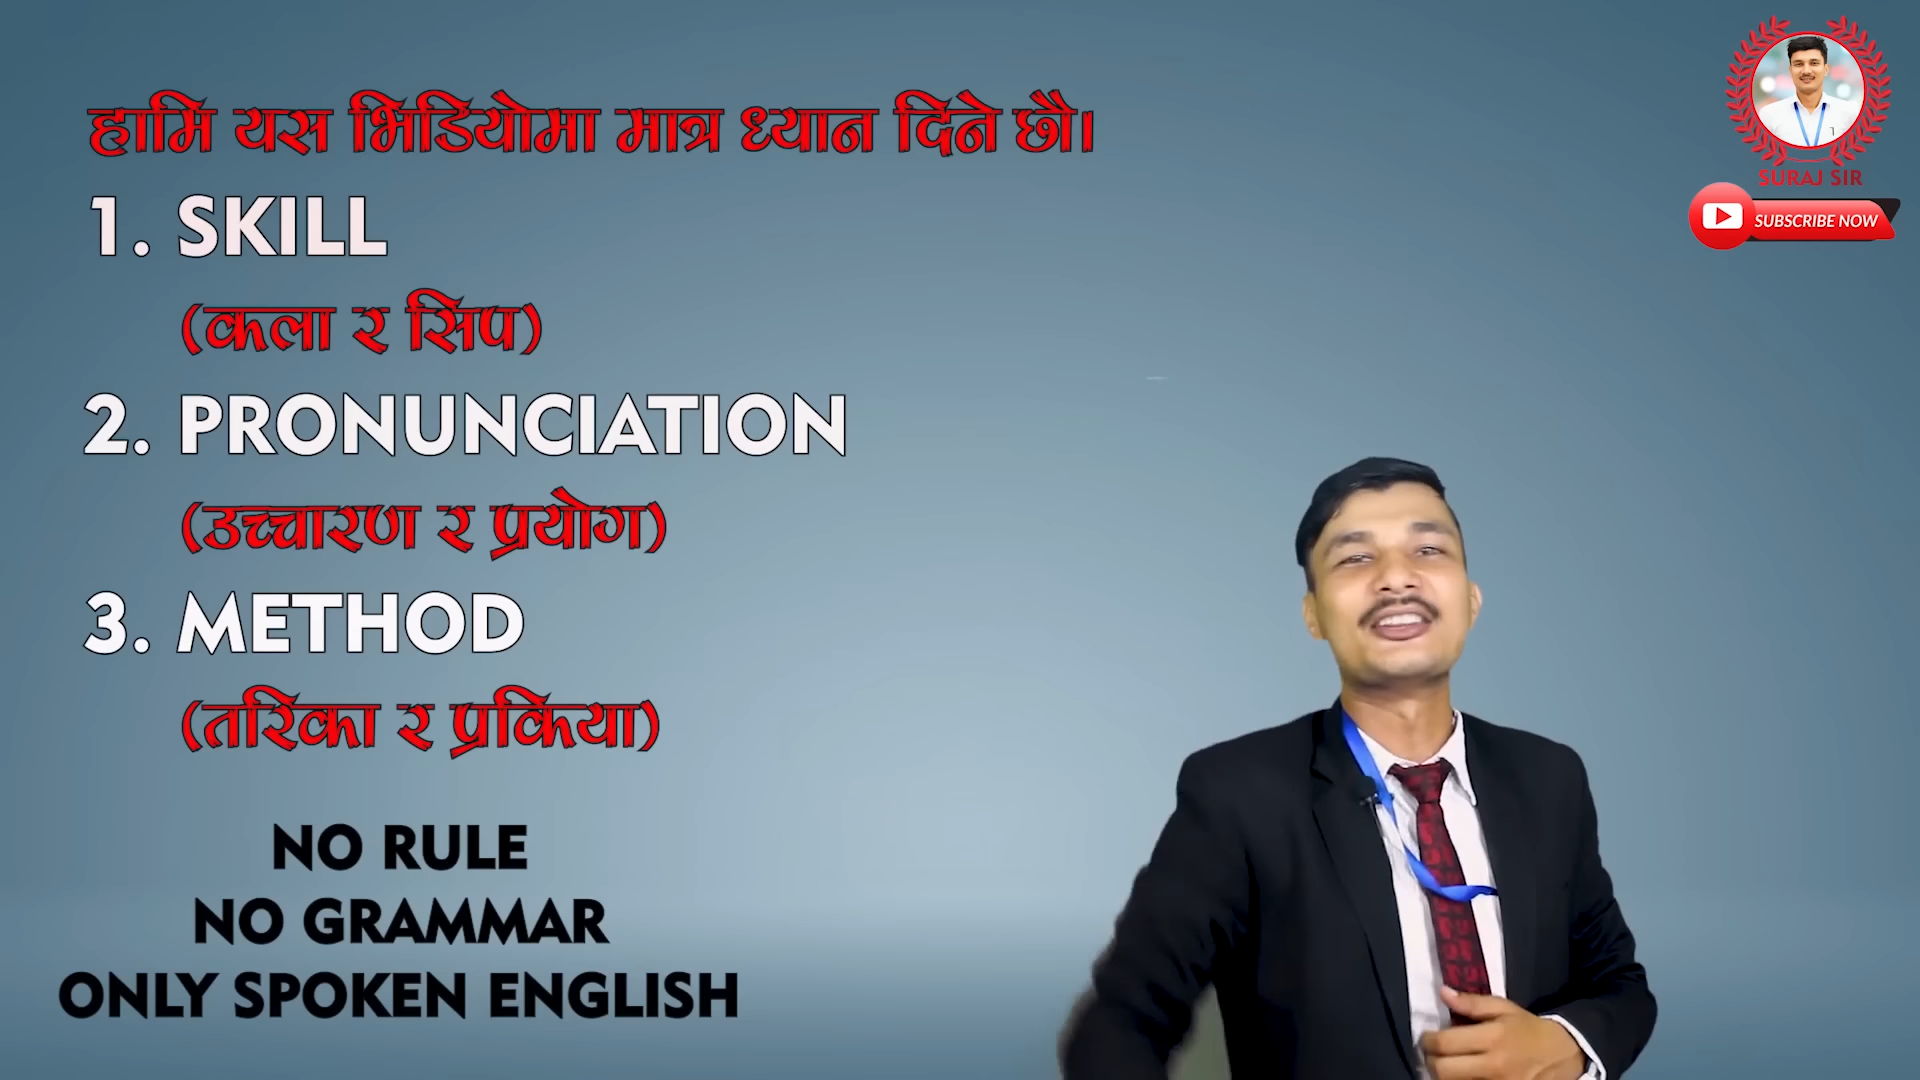 हामि यस भिडियोमा मात्र ध्यान दिने छौ।
1. SKILL
(कला र सिप)
2. PRONUNCIATION
(उच्चारण र प्रयोग)
3. METHOD
(तरिका र प्रकिया)
NO RULE
NO GRAMMAR
ONLY SPOKEN ENGLISH
SURAJ SIR
SUBSCRIBE NOW